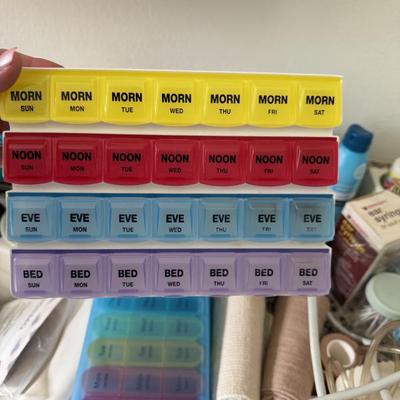 MORN MORN MORN MORN MORN MORN MORN
SUN MON TUE WED THU FRI SAT
NOON NOON NOON NOON NOON NOON NOON
SUN MON TUE WED THU FRI SAT
EVE EVE EVE EVE EVE EVE EVE
SUN MON TUE WED THU FRI SAT
BED BED BED BED BED BED BED
SUN MON TUE WED THU FRI SAT
ear
syringe